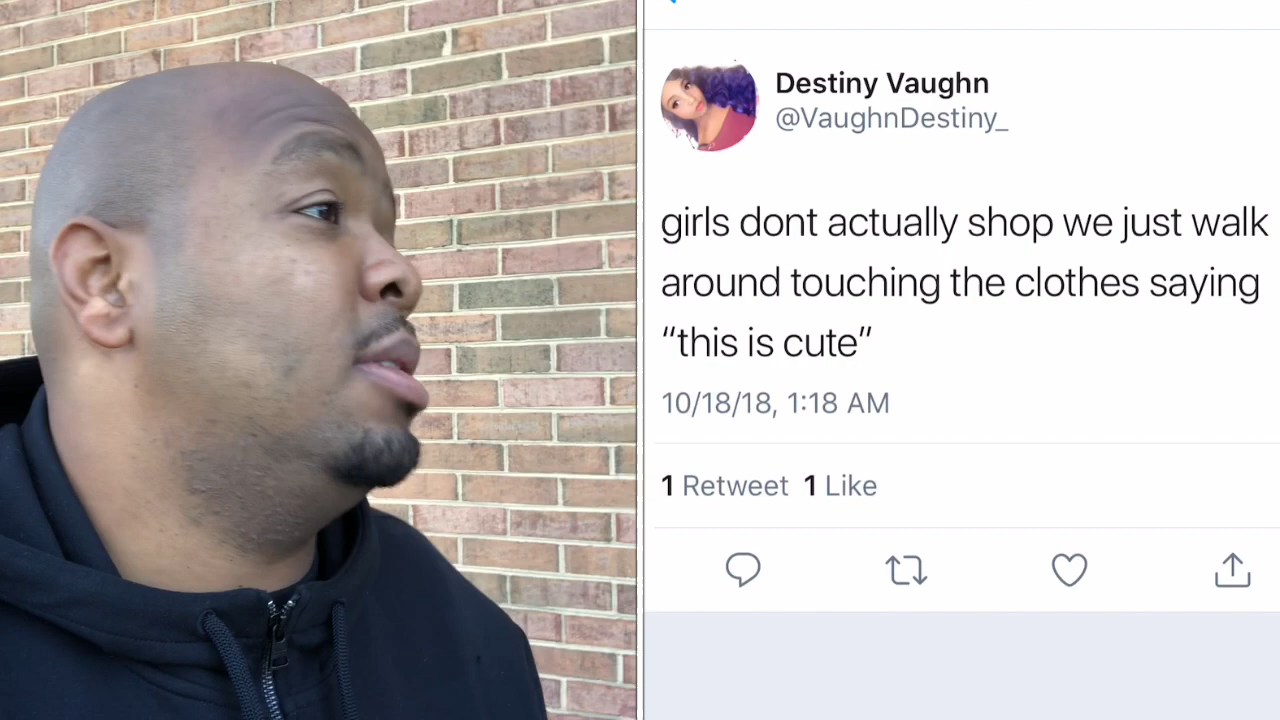 Destiny Vaughn
@VaughnDestiny_
girls dont actually shop we just walk
around touching the clothes saying
“this is cute”
10/18/18, 1:18 AM
1 Retweet 1 Like